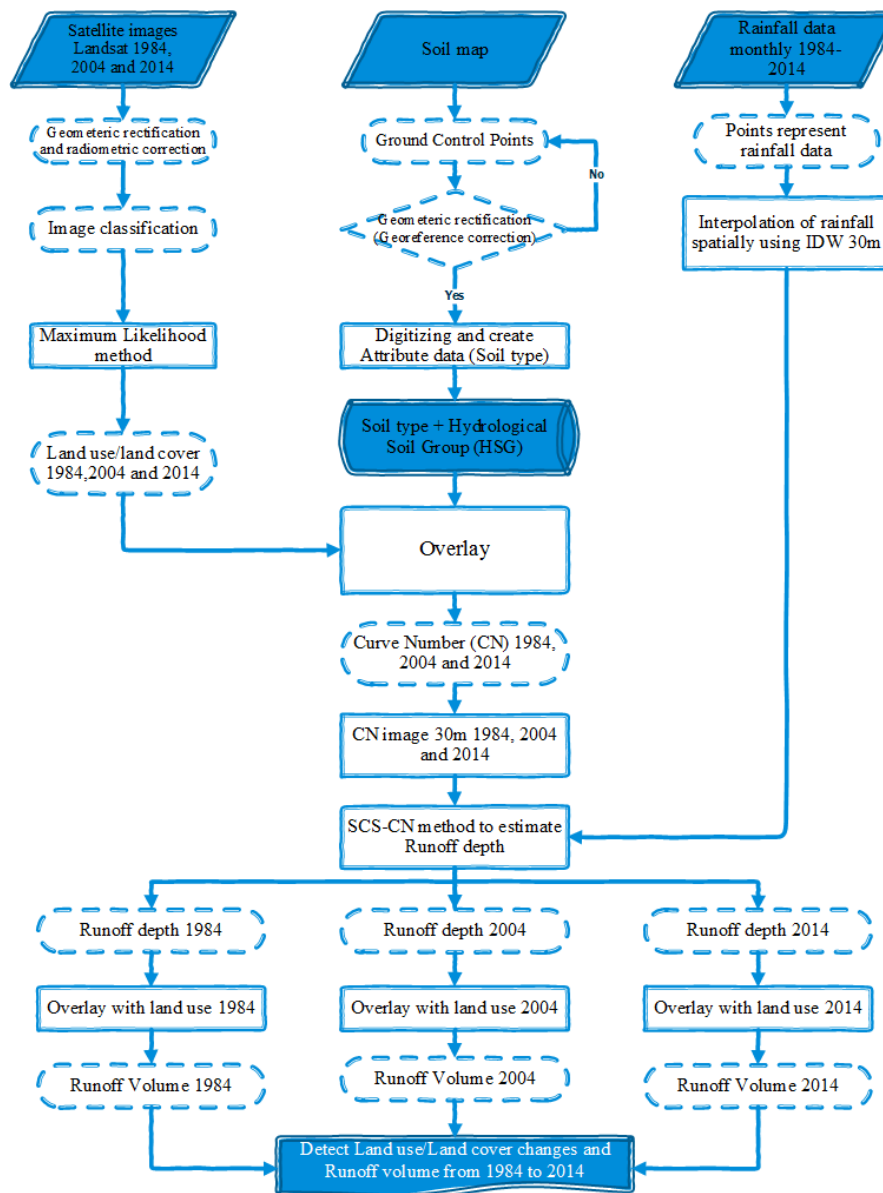 Satellite images
Landsat 1984,
2004 and 2014
Soil map
Rainfall data
monthly 1984-
2014
Geometeric rectification
and radiometric correction
Ground Control Points
Points represent
rainfall data
No
Image classification
Geometeric rectification
(Georeference correction)
Interpolation of rainfall
spatially using IDW 30m
Yes
Maximum Likelihood
method
Digitizing and create
Attribute data (Soil type)
Land use/land cover
1984,2004 and 2014
Soil type + Hydrological
Soil Group (HSG)
Overlay
Curve Number (CN) 1984,
2004 and 2014
CN image 30m 1984, 2004
and 2014
SCS-CN method to estimate
Runoff depth
Runoff depth 1984
Runoff depth 2004
Runoff depth 2014
Overlay with land use 1984
Overlay with land use 2004
Overlay with land use 2014
Runoff Volume 1984
Runoff Volume 2004
Runoff Volume 2014
Detect Land use/Land cover changes and
Runoff volume from 1984 to 2014